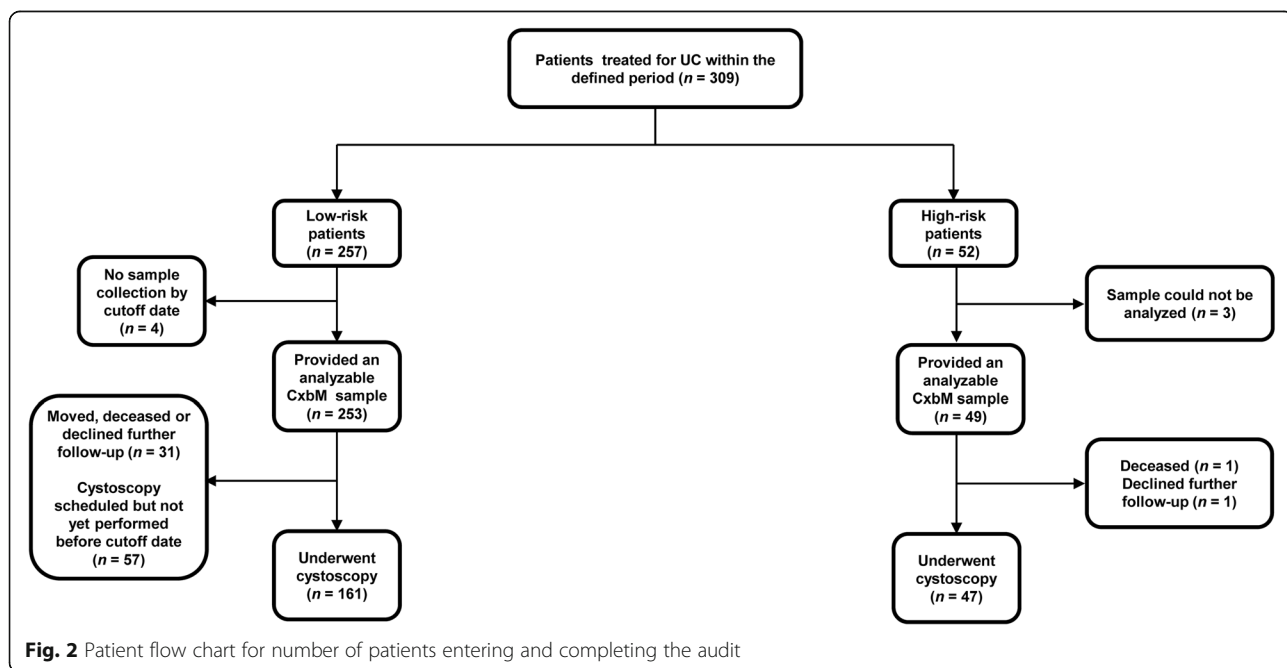 Patients treated for UC within the
defined period (n = 309)
Low-risk
patients
(n = 257)
High-risk
patients
(n = 52)
No sample
collection by
cutoff date
(n = 4)
Sample could not be
analyzed (n = 3)
Provided an
analyzable
CxbM sample
(n = 253)
Provided an
analyzable
CxbM sample
(n = 49)
Moved, deceased or
declined further
follow-up (n = 31)
Cystoscopy
scheduled but not
yet performed
before cutoff date
(n = 57)
Deceased (n = 1)
Declined further
follow-up (n = 1)
Underwent
cystoscopy
(n = 161)
Underwent
cystoscopy
(n = 47)
Fig. 2 Patient flow chart for number of patients entering and completing the audit